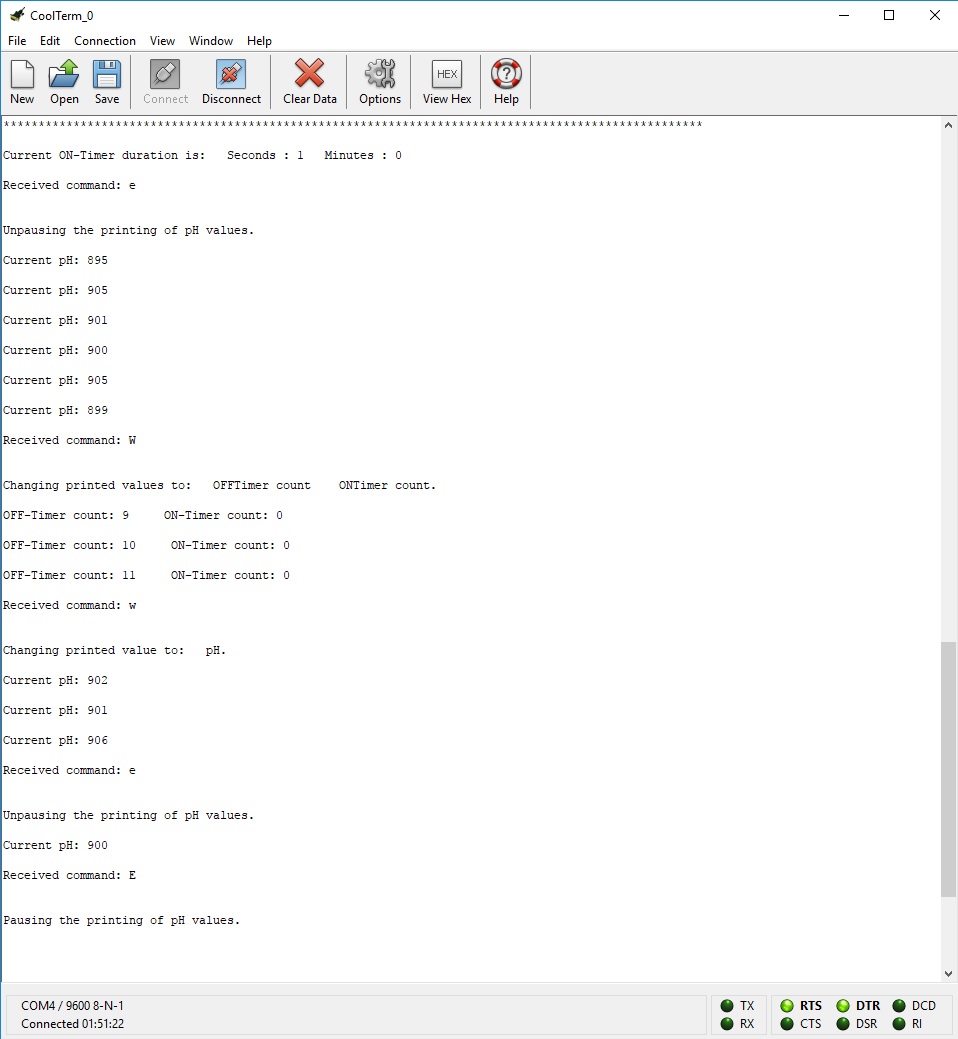 CoolTerm_0
File Edit Connection View Window Help
HEX
New Open Save Connect Disconnect Clear Data Options View Hex Help
****************************************************************************************************
Current ON-Timer duration is:   Seconds : 1   Minutes : 0
Received command: e
Unpausing the printing of pH values.
Current pH: 895
Current pH: 905
Current pH: 901
Current pH: 900
Current pH: 905
Current pH: 899
Received command: W
Changing printed values to:   OFFTimer count    ONTimer count.
OFF-Timer count: 9     ON-Timer count: 0
OFF-Timer count: 10     ON-Timer count: 0
OFF-Timer count: 11     ON-Timer count: 0
Received command: w
Changing printed value to:   pH.
Current pH: 902
Current pH: 901
Current pH: 906
Received command: e
Unpausing the printing of pH values.
Current pH: 900
Received command: E
Pausing the printing of pH values.
COM4 / 9600 8-N-1 TX RTS DTR DCD
Connected 01:51:22 RX CTS DSR RI